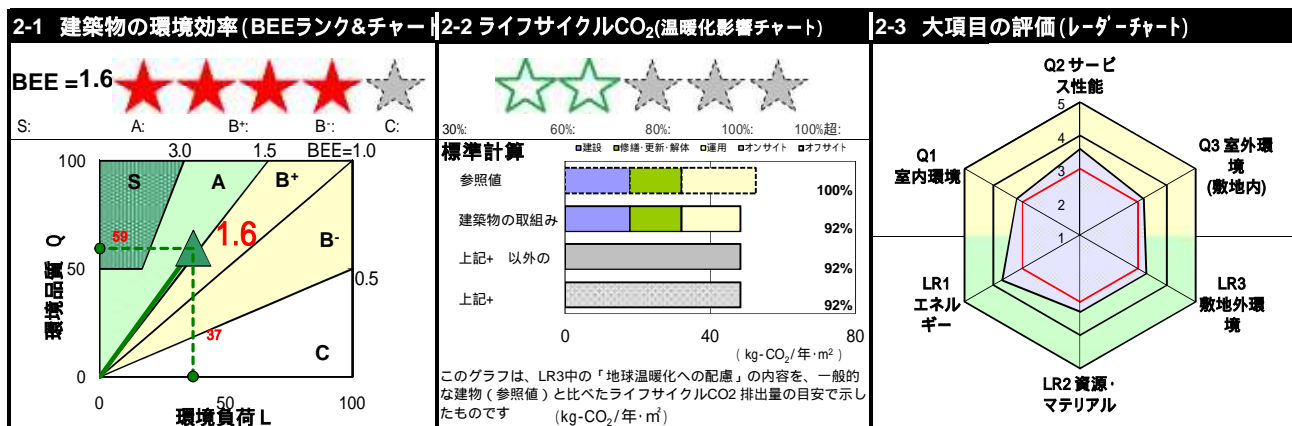 2-1 建築物の環境効率(BEEランク&チャート
BEE =1.6
S: A: B⁺: B⁻: C:
3.0 1.5 BEE=1.0
100
S A B⁺
1.6
B⁻
59
50
0.5
37
C
0
0 50 100
環境品質 Q
環境負荷 L
2-2 ライフサイクルCO₂(温暖化影響チャート)
30%: 60%: 80%: 100%: 100%超:
標準計算
建設 修繕・更新・解体 運用 オンサイト オフサイト
参照値 100%
建築物の取組み 92%
上記+ 以外の 92%
上記+ 92%
0 40 80
( kg-CO₂/年・m² )
このグラフは、LR3中の「地球温暖化への配慮」の内容を、一般的
な建物(参照値)と比べたライフサイクルCO2 排出量の目安で示し
たものです (kg-CO₂/年・㎡)
2-3 大項目の評価(レーダーチャート)
Q2 サービ
ス性能
5
4
3
2
1
Q1
室内環境
Q3 室外環
境
(敷地内)
LR1
エネル
ギー
LR3
敷地外環
境
LR2 資源・
マテリアル